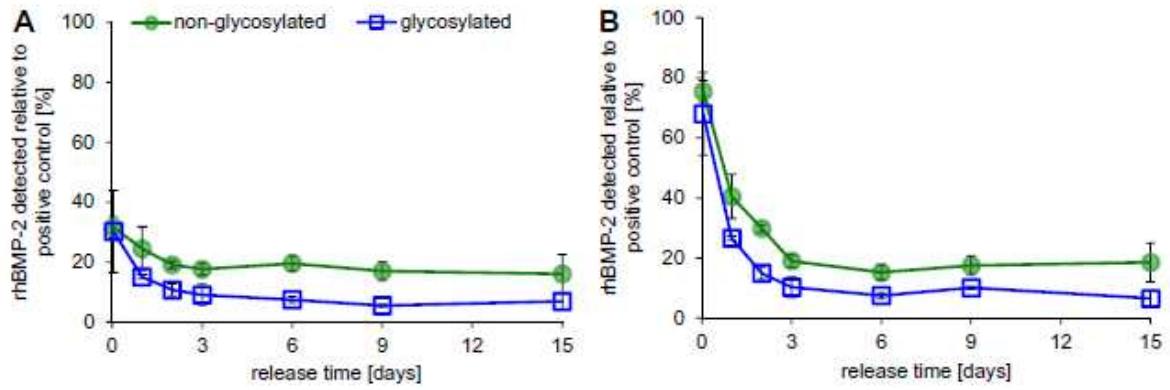 A
non-glycosylated
glycosylated
rhBMP-2 detected relative to
positive control [%]
100
80
60
40
20
0
0
3
6
9
12
15
release time [days]
B
rhBMP-2 detected relative to
positive control [%]
100
80
60
40
20
0
0
3
6
9
12
15
release time [days]